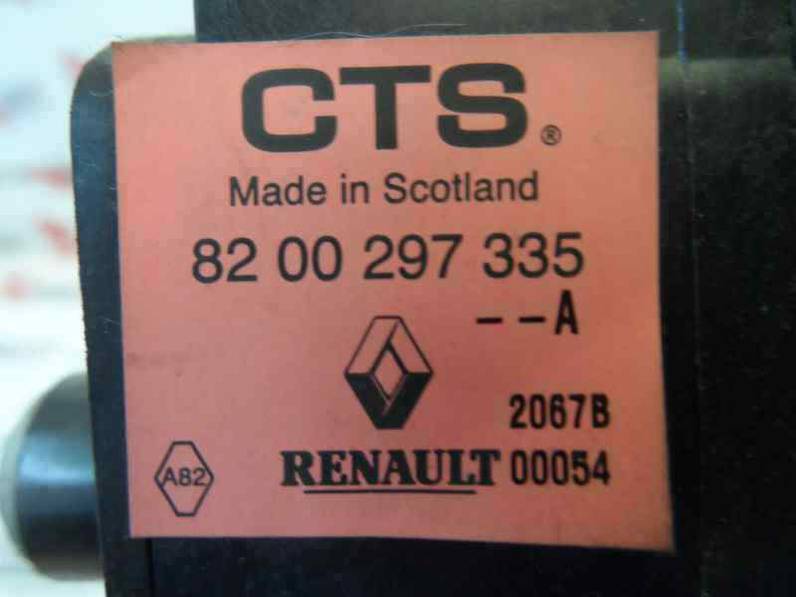 CTS®
Made in Scotland
82 00 297 335
--A
2067B
A82 RENAULT 00054